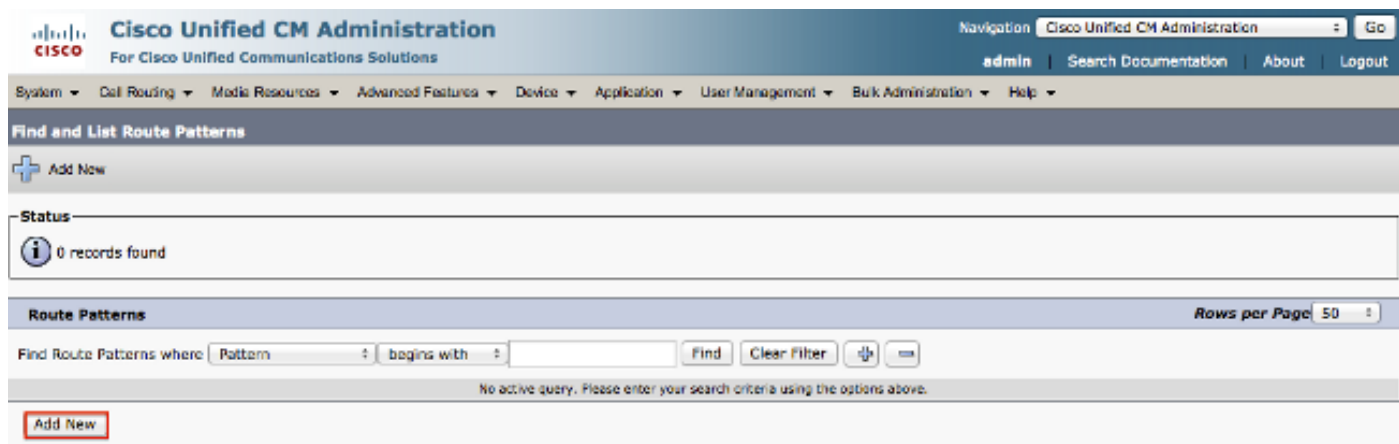 Cisco Unified CM Administration
Navigation Cisco Unified CM Administration Go
CISCO
For Cisco Unified Communications Solutions
admin Search Documentation About Logout
System Call Routing Media Resources Advanced Features Device Application User Management Bulk Administration Help
Find and List Route Patterns
Add New
Status
i 0 records found
Route Patterns
Rows per Page 50
Find Route Patterns where Pattern begins with Find Clear Filter
No active query. Please enter your search criteria using the options above.
Add New